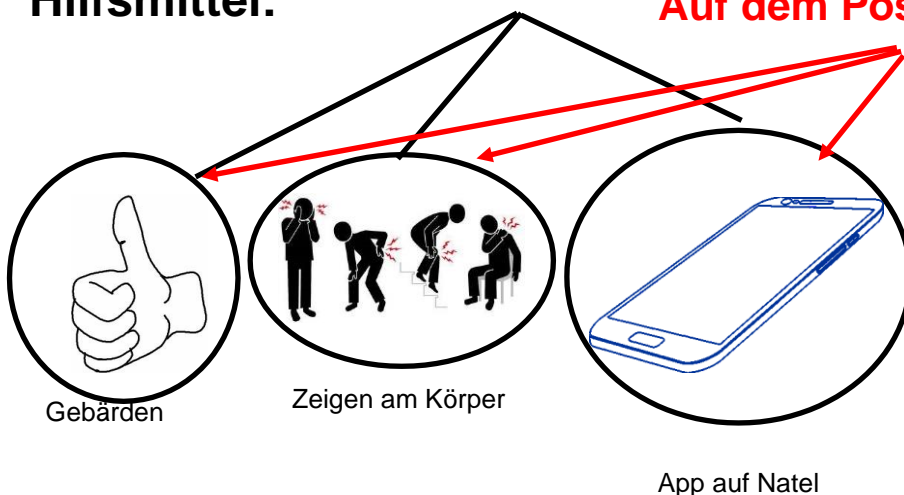 Hilfsmittel:
Auf dem Pos
Gebärden
Zeigen am Körper
App auf Natel